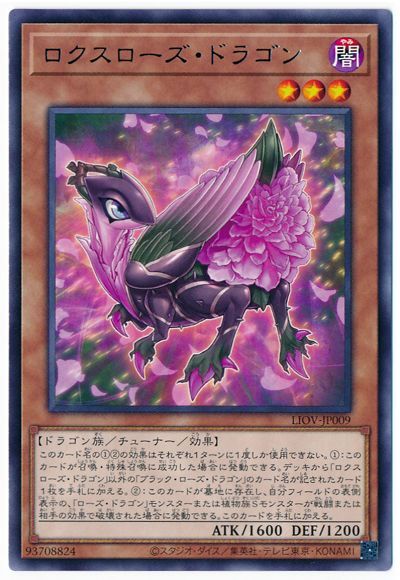 ロクスローズ・ドラゴン
闇
LIOV-JP009
【ドラゴン族／チューナー／効果】
このカード名の①②の効果はそれぞれ１ターンに１度しか使用できない。①：この
カードが召喚・特殊召喚に成功した場合に発動できる。デッキから「ロクス
ローズ・ドラゴン」以外の「ブラック・ローズ・ドラゴン」のカード名が記されたカード
１枚を手札に加える。②：このカードが墓地に存在し、自分フィールドの表側
表示の、「ローズ・ドラゴン」モンスターまたは植物族Ｓモンスターが戦闘または
相手の効果で破壊された場合に発動できる。このカードを手札に加える。
ATK/1600 DEF/1200
93708824
©スタジオ・ダイス／集英社・テレビ東京・KONAMI